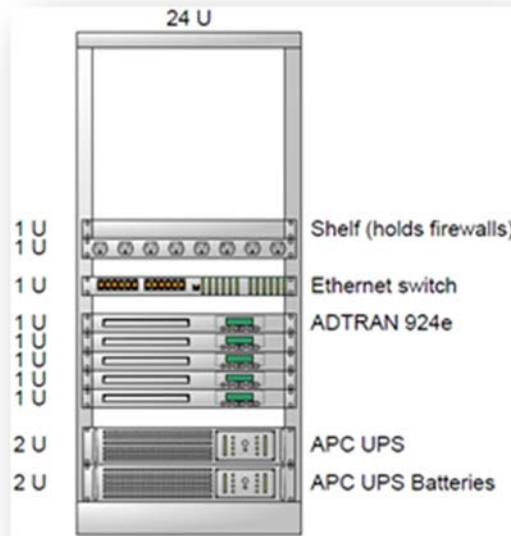 24 U
1 U Shelf (holds firewalls)
1 U
1 U Ethernet switch
1 U ADTRAN 924e
1 U
1 U
1 U
1 U
2 U APC UPS
2 U APC UPS Batteries